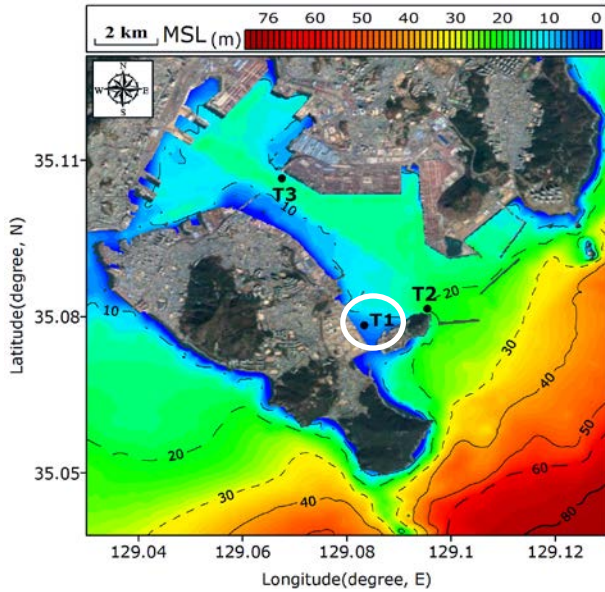 2 km MSL (m) 76 60 50 40 30 20 10 0
N
W E
S
35.11
35.08
35.05
Latitude(degree, N)
T3
10
T2
T1
20
10
30
40
50
60
80
20
30
40
129.04 129.06 129.08 129.1 129.12
Longitude(degree, E)